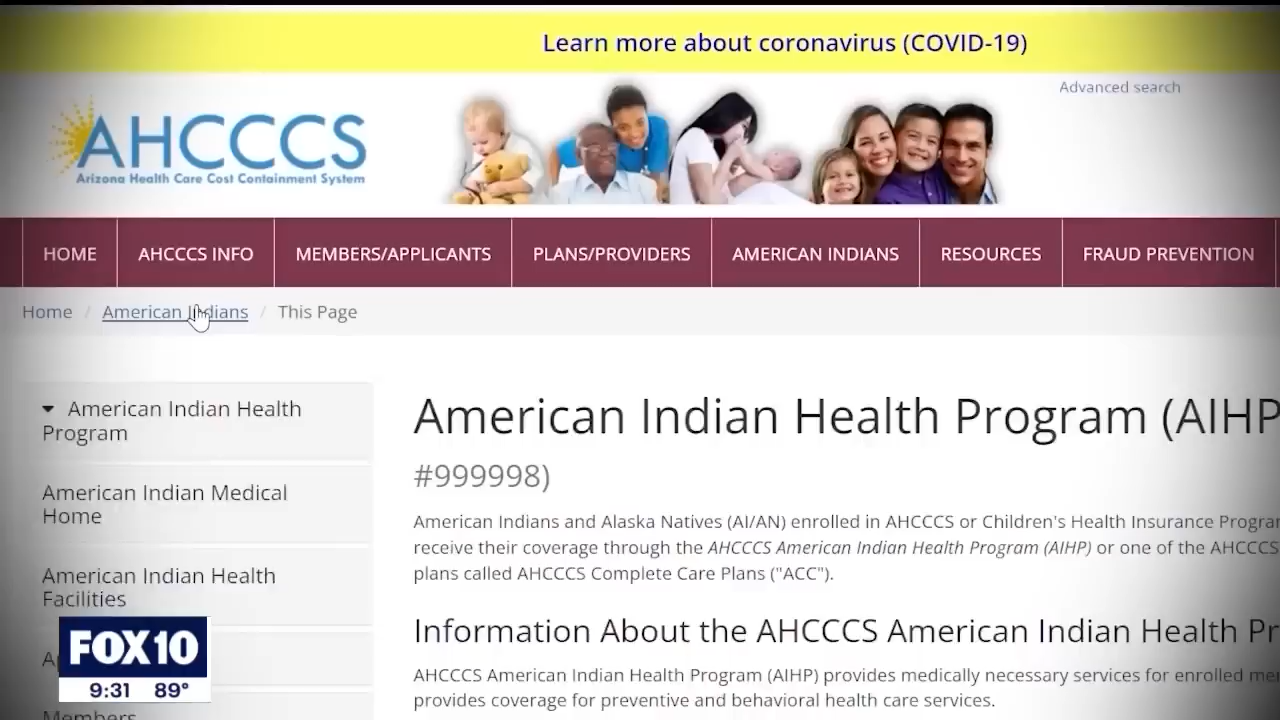 Learn more about coronavirus (COVID-19)
Advanced search
AHCCCS
Arizona Health Care Cost Containment System
HOME
AHCCCS INFO
MEMBERS/APPLICANTS
PLANS/PROVIDERS
AMERICAN INDIANS
RESOURCES
FRAUD PREVENTION
Home / American Indians / This Page
American Indian Health
Program
American Indian Medical
Home
American Indian Health
Facilities
Members
American Indian Health Program (AIHP
#999998)
American Indians and Alaska Natives (AI/AN) enrolled in AHCCCS or Children's Health Insurance
receive their coverage through the AHCCCS American Indian Health Program (AIHP) or one of the AHCCCS
plans called AHCCCS Complete Care Plans ("ACC").
Information About the AHCCCS American Indian Health
AHCCCS American Indian Health Program (AIHP) provides medically necessary services for enrolled
provides coverage for preventive and behavioral health care services.
FOX 10
9:31 89°